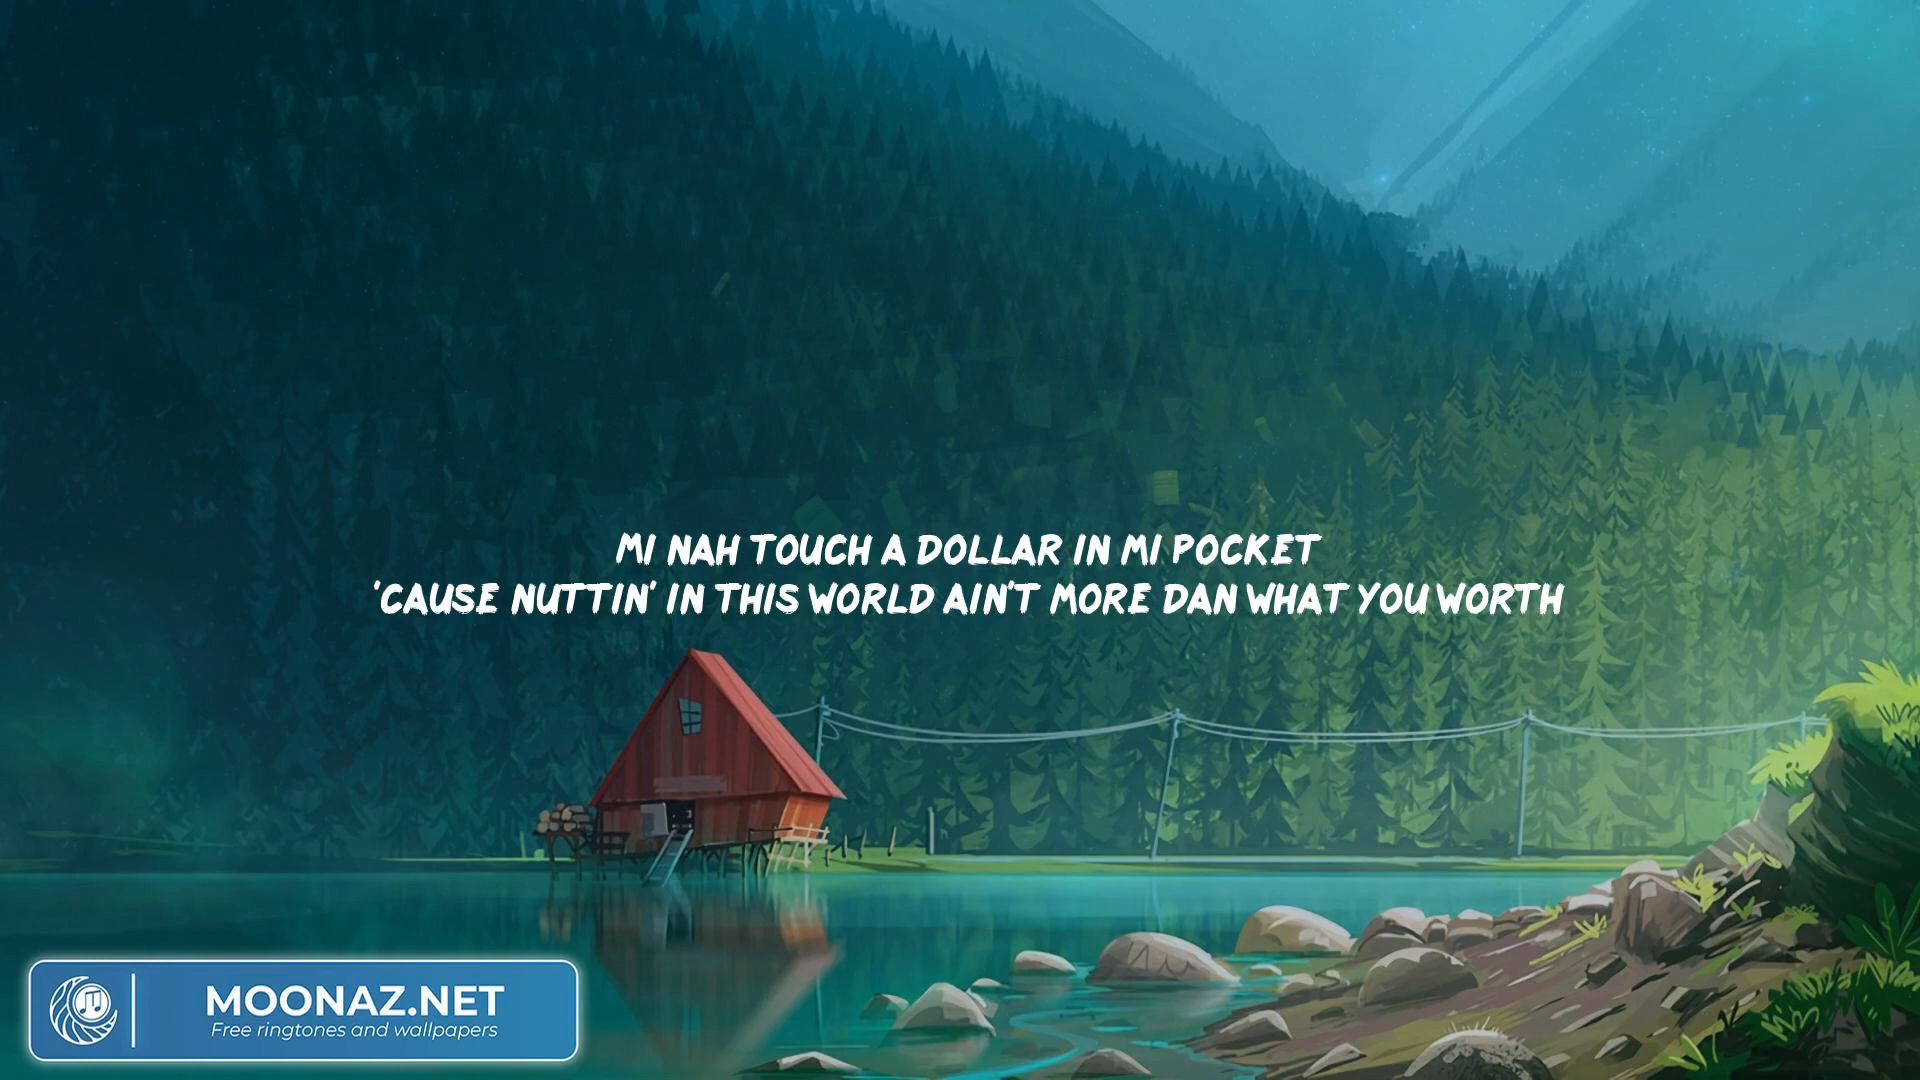 MI NAH TOUCH A DOLLAR IN MI POCKET
'CAUSE NUTTIN' IN THIS WORLD AIN'T MORE DAN WHAT YOU WORTH
MOONAZ.NET
Free ringtones and wallpapers